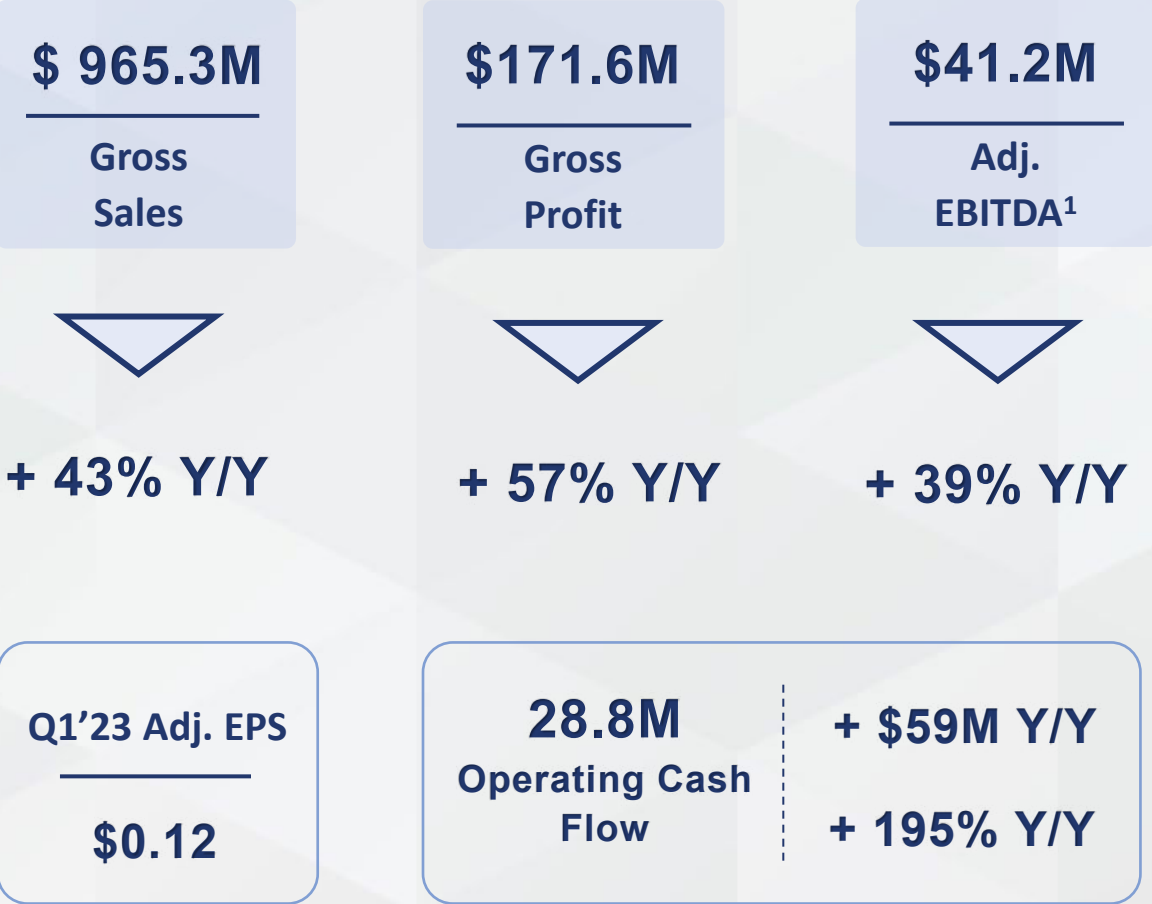 $ 965.3M
Gross
Sales
$171.6M
Gross
Profit
$41.2M
Adj.
EBITDA¹
+ 43% Y/Y
+ 57% Y/Y
+ 39% Y/Y
Q1’23 Adj. EPS
$0.12
28.8M
Operating Cash
Flow
+ $59M Y/Y
+ 195% Y/Y